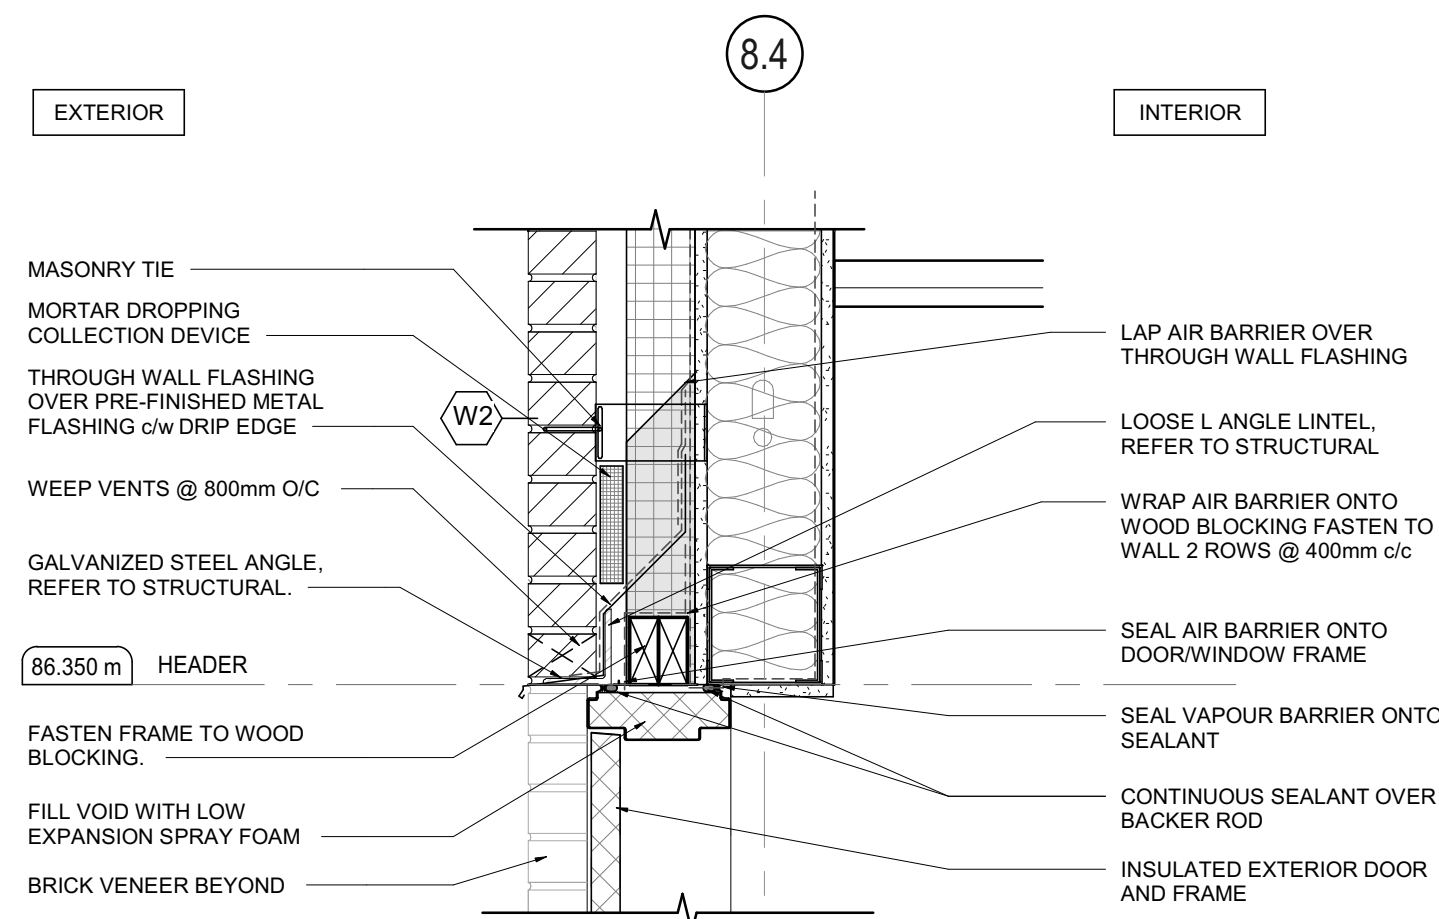 8.4
EXTERIOR
INTERIOR
MASONRY TIE
MORTAR DROPPING
COLLECTION DEVICE
THROUGH WALL FLASHING
OVER PRE-FINISHED METAL
FLASHING c/w DRIP EDGE
W2
WEEP VENTS @ 800mm O/C
GALVANIZED STEEL ANGLE,
REFER TO STRUCTURAL.
86.350 m
HEADER
FASTEN FRAME TO WOOD
BLOCKING.
FILL VOID WITH LOW
EXPANSION SPRAY FOAM
BRICK VENEER BEYOND
LAP AIR BARRIER OVER
THROUGH WALL FLASHING
LOOSE L ANGLE LINTEL,
REFER TO STRUCTURAL
WRAP AIR BARRIER ONTO
WOOD BLOCKING FASTEN TO
WALL 2 ROWS @ 400mm c/c
SEAL AIR BARRIER ONTO
DOOR/WINDOW FRAME
SEAL VAPOUR BARRIER ONTO
SEALANT
CONTINUOUS SEALANT OVER
BACKER ROD
INSULATED EXTERIOR DOOR
AND FRAME